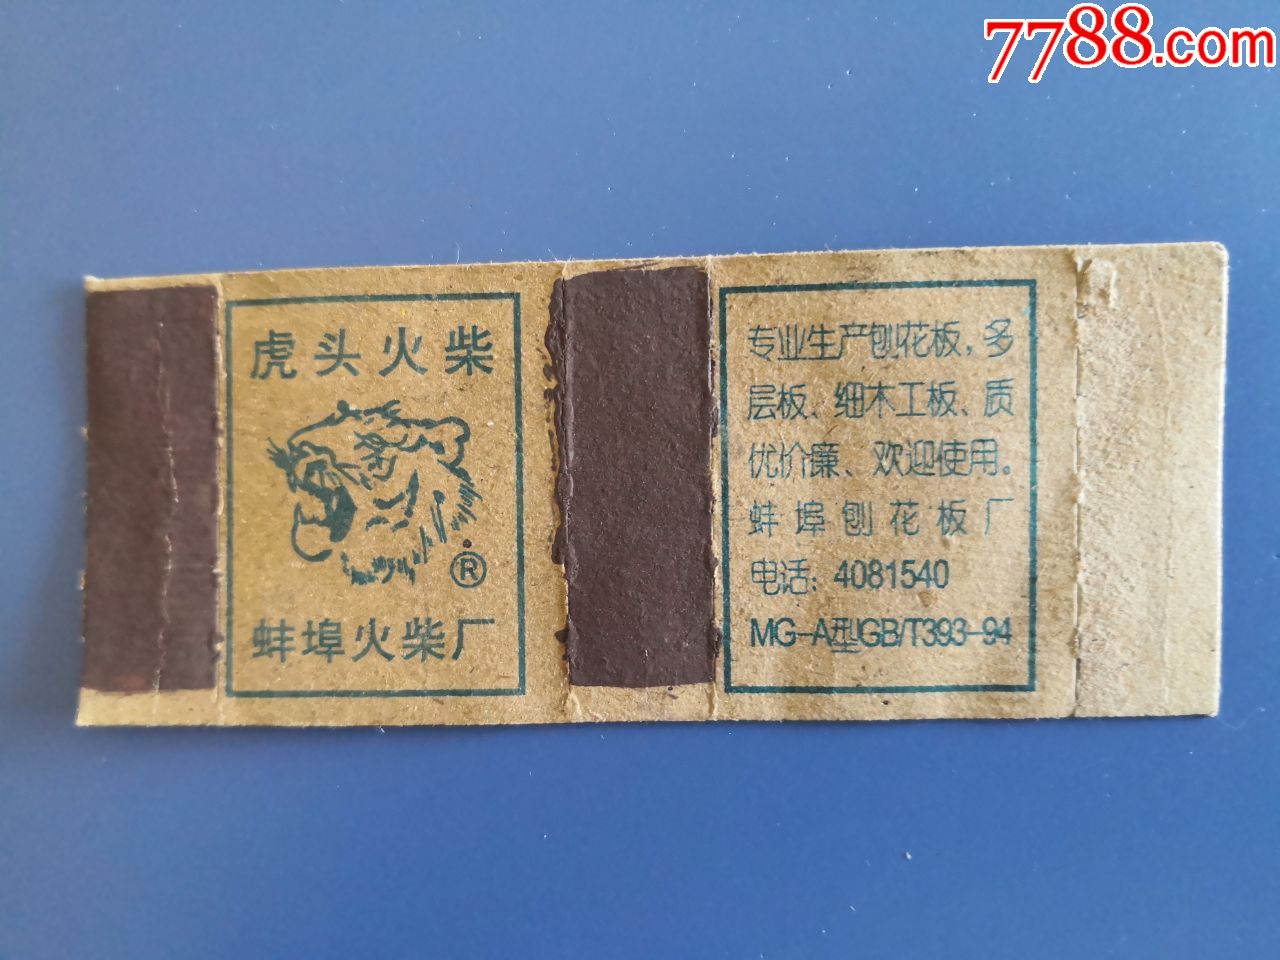 7788.com
虎头火柴
®
蚌埠火柴厂
专业生产刨花板,多
层板、细木工板、质
优价廉、欢迎使用。
蚌埠刨花板厂
电话:4081540
MG-A型GB/T393-94